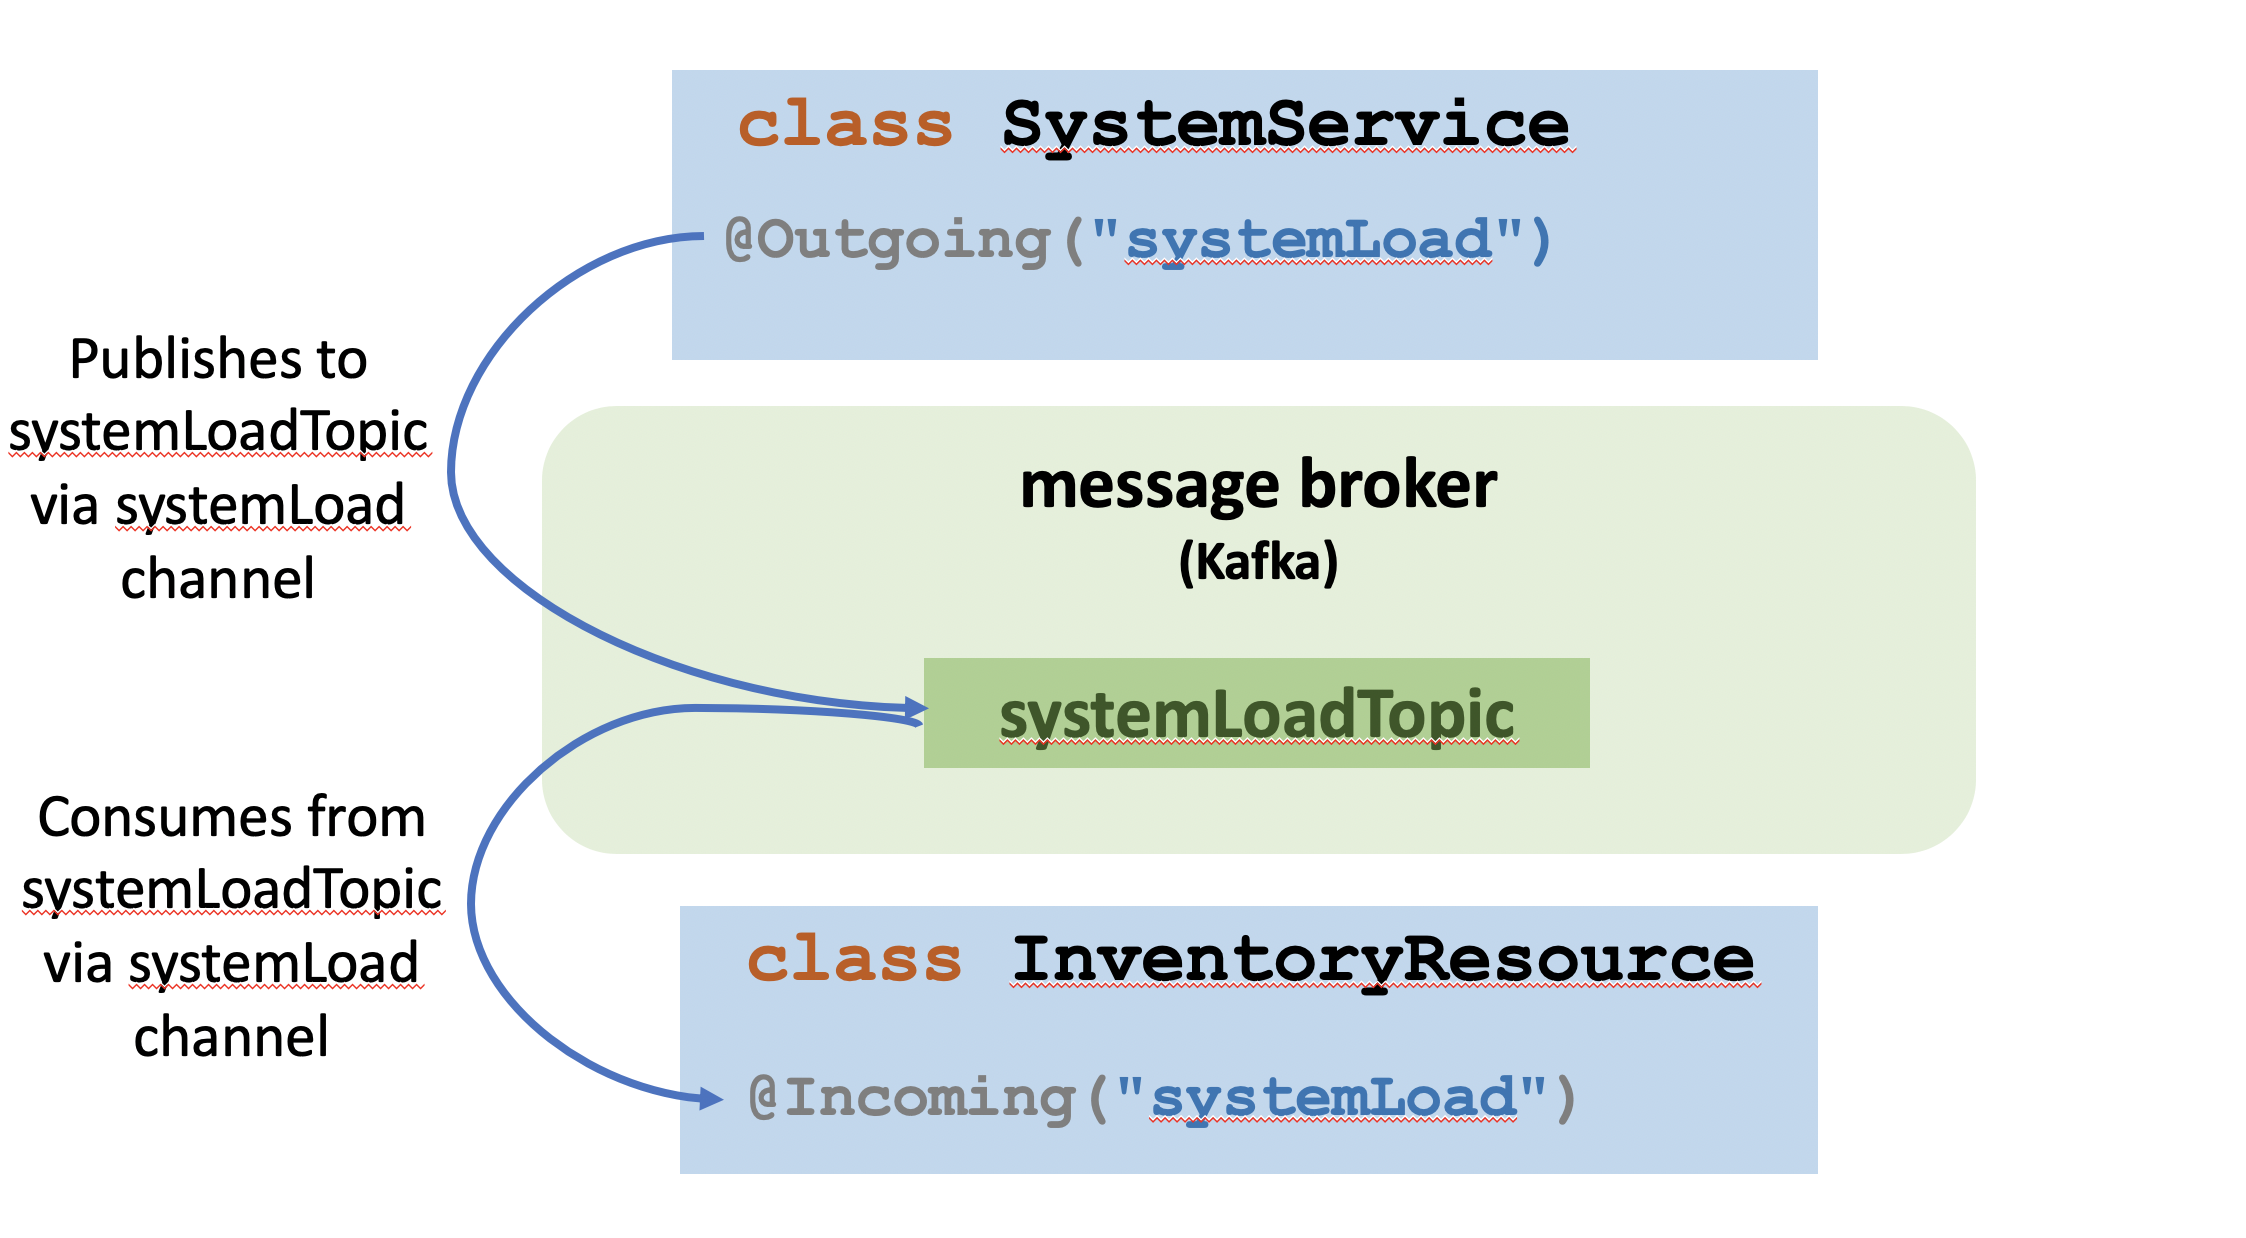 class SystemService
@Outgoing("systemLoad")
Publishes to
systemLoadTopic
via systemLoad
channel
message broker
(Kafka)
systemLoadTopic
Consumes from
systemLoadTopic
via systemLoad
channel
class InventoryResource
@Incoming("systemLoad")